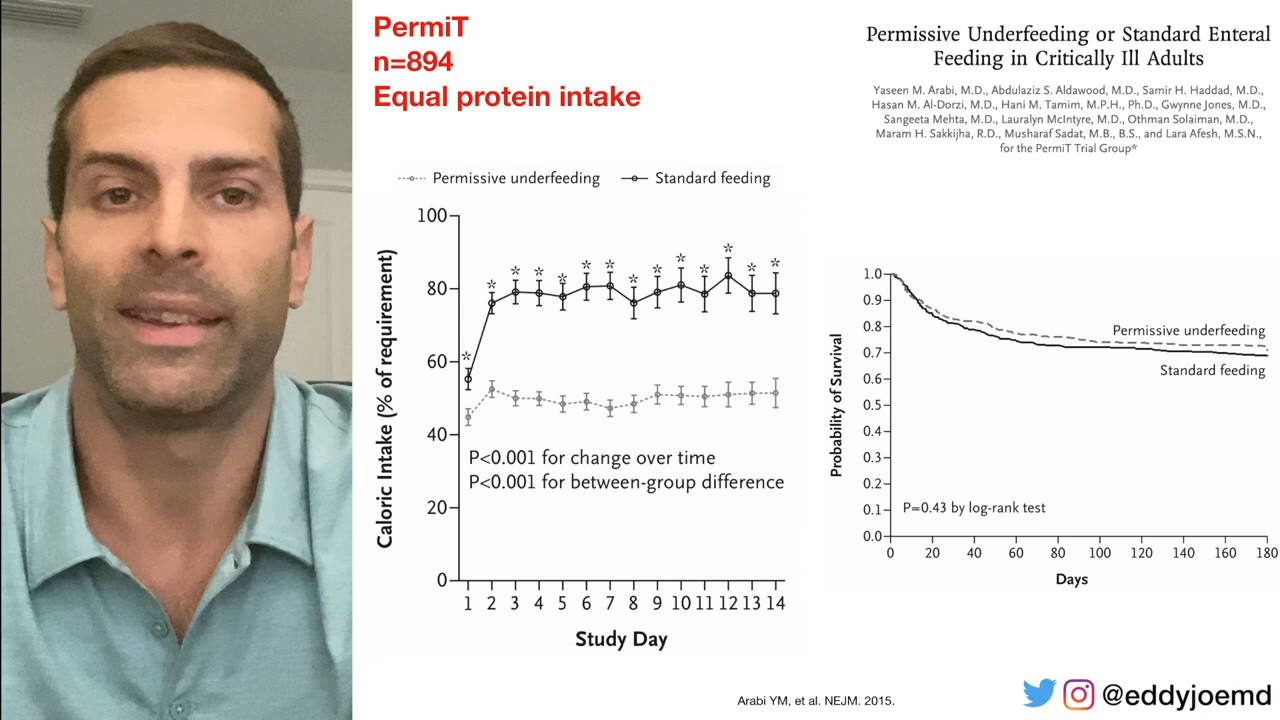 PermiT
n=894
Equal protein intake
Permissive Underfeeding or Standard Enteral
Feeding in Critically Ill Adults
Yaseen M. Arabi, M.D., Abdulaziz S. Aldawood, M.D., Samir H. Haddad, M.D.,
Hasan M. Al-Dorzi, M.D., Hani M. Tamim, M.P.H., Ph.D., Gwynne Jones, M.D.,
Sangeeta Mehta, M.D., Lauralyn McIntyre, M.D., Othman Solaiman, M.D.,
Maram H. Sakkijha, R.D., Musharaf Sadat, M.B., B.S., and Lara Afesh, M.S.N.,
for the PermiT Trial Group*
Permissive underfeeding
Standard feeding
Caloric Intake (% of requirement)
100
80
60
40
20
0
* * * * * * * * * * * * * *
P<0.001 for change over time
P<0.001 for between-group difference
1 2 3 4 5 6 7 8 9 10 11 12 13 14
Study Day
Probability of Survival
1.0
0.9
0.8
0.7
0.6
0.5
0.4
0.3
0.2
0.1
0.0
Permissive underfeeding
Standard feeding
P=0.43 by log-rank test
0 20 40 60 80 100 120 140 160 180
Days
Arabi YM, et al. NEJM. 2015.
@eddyjoemd